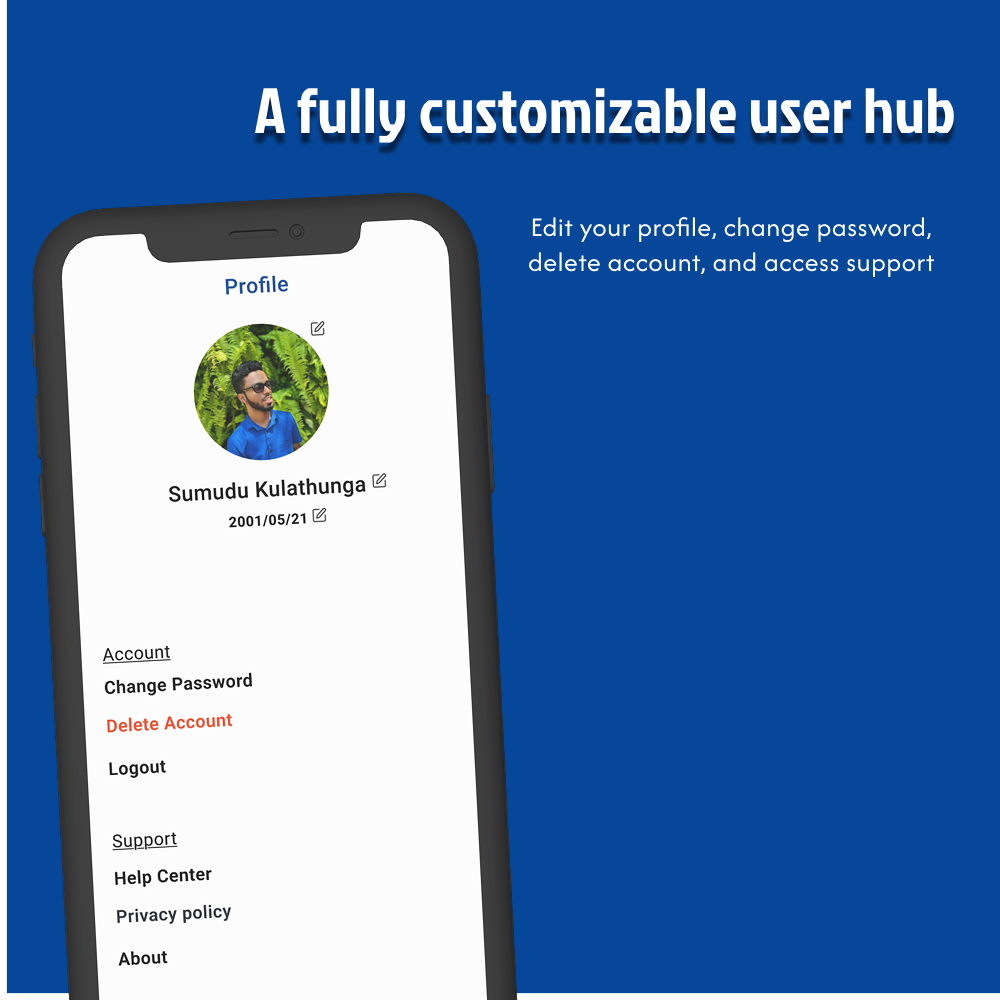 A fully customizable user hub
Edit your profile, change password,
delete account, and access support
Profile
Sumudu Kulathunga
2001/05/21
Account
Change Password
Delete Account
Logout
Support
Help Center
Privacy policy
About